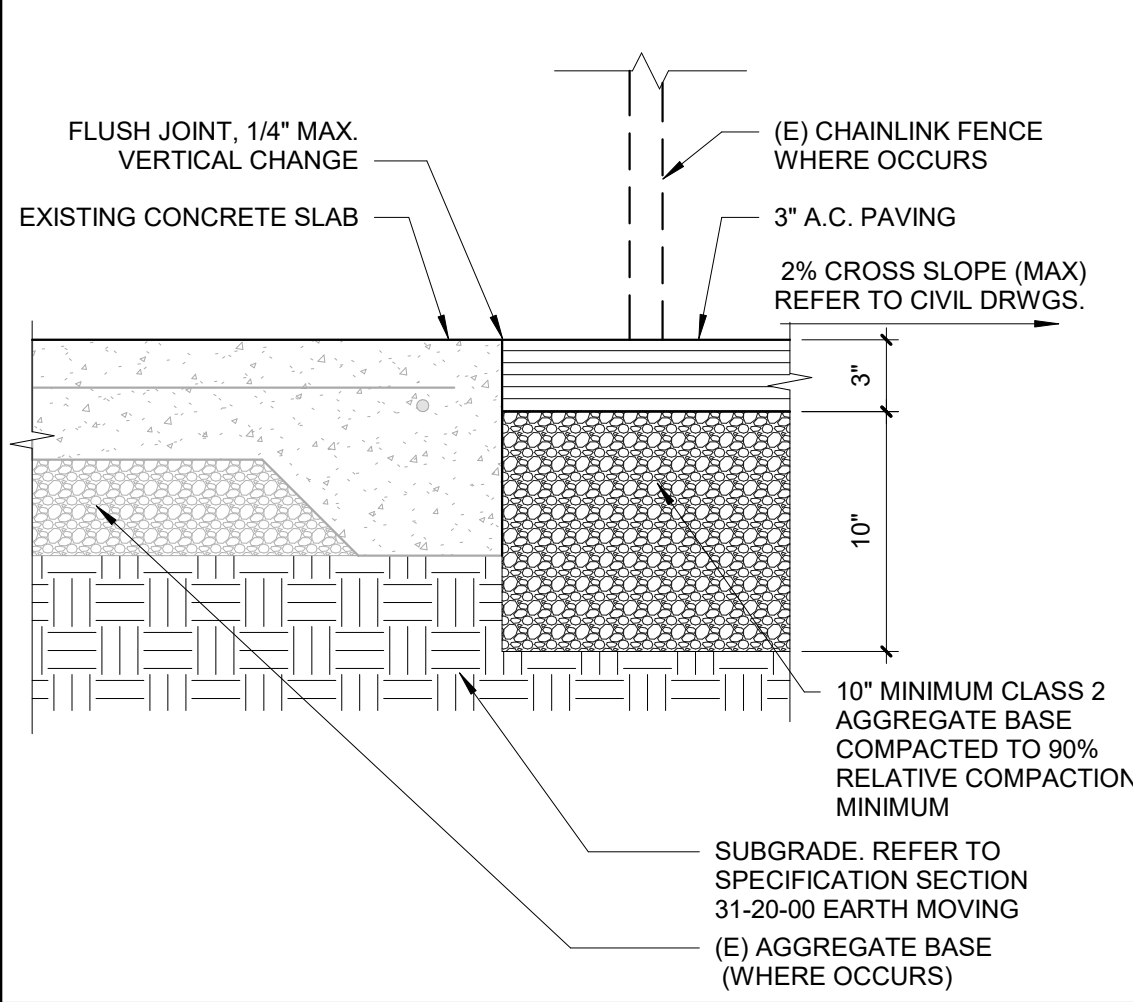 FLUSH JOINT, 1/4" MAX.
VERTICAL CHANGE
EXISTING CONCRETE SLAB
(E) CHAINLINK FENCE
WHERE OCCURS
3" A.C. PAVING
2% CROSS SLOPE (MAX)
REFER TO CIVIL DRWGS.
3"
10"
10" MINIMUM CLASS 2
AGGREGATE BASE
COMPACTED TO 90%
RELATIVE COMPACTION
MINIMUM
SUBGRADE. REFER TO
SPECIFICATION SECTION
31-20-00 EARTH MOVING
(E) AGGREGATE BASE
(WHERE OCCURS)